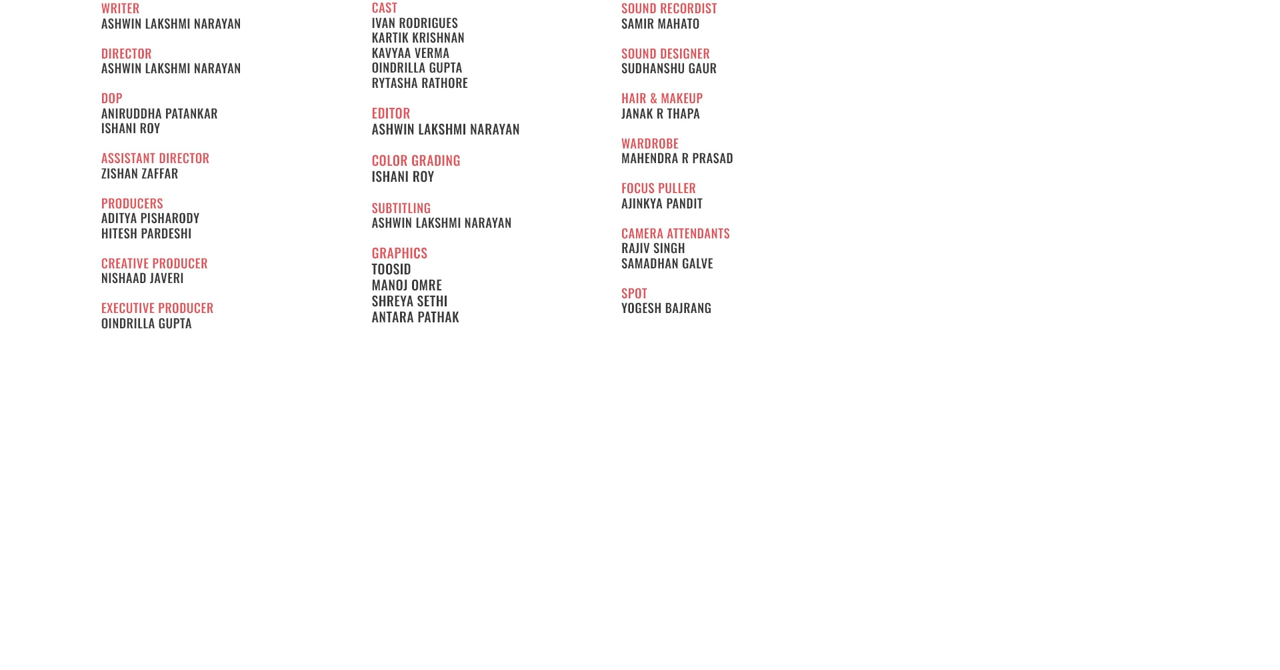 WRITER
ASHWIN LAKSHMI NARAYAN
DIRECTOR
ASHWIN LAKSHMI NARAYAN
DOP
ANIRUDDHA PATANKAR
ISHANI ROY
ASSISTANT DIRECTOR
ZISHAN ZAFFAR
PRODUCERS
ADITYA PISHARODY
HITESH PARDESHI
CREATIVE PRODUCER
NISHAAD JAVERI
EXECUTIVE PRODUCER
OINDRILLA GUPTA
CAST
IVAN RODRIGUES
KARTIK KRISHNAN
KAVYAA VERMA
OINDRILLA GUPTA
RYTASHA RATHORE
EDITOR
ASHWIN LAKSHMI NARAYAN
COLOR GRADING
ISHANI ROY
SUBTITLING
ASHWIN LAKSHMI NARAYAN
GRAPHICS
TOOSID
MANOJ OMRE
SHREYA SETHI
ANTARA PATHAK
SOUND RECORDIST
SAMIR MAHATO
SOUND DESIGNER
SUDHANSHU GAUR
HAIR & MAKEUP
JANAK R THAPA
WARDROBE
MAHENDRA R PRASAD
FOCUS PULLER
AJINKYA PANDIT
CAMERA ATTENDANTS
RAJIV SINGH
SAMADHAN GALVE
SPOT
YOGESH BAJRANG